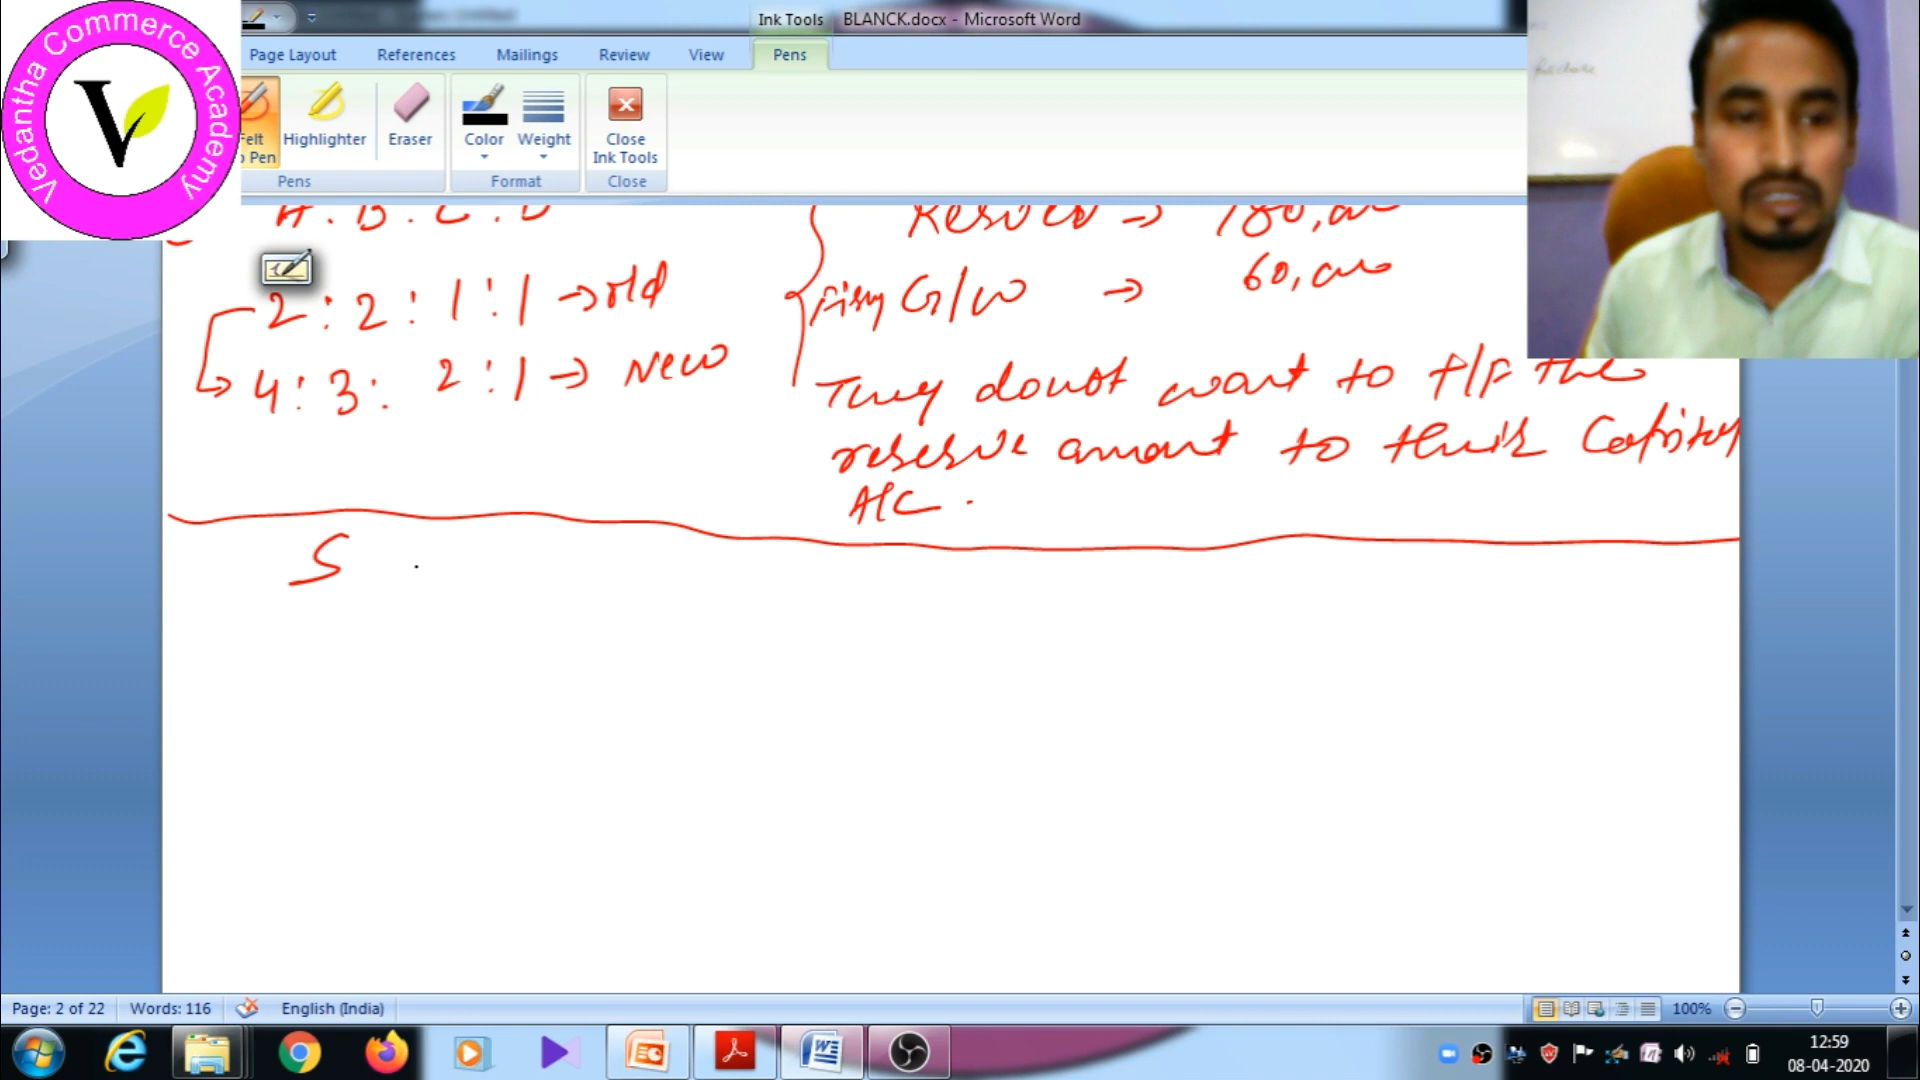 Vedantha Commerce Academy
V
Ink Tools BLANCK.docx - Microsoft Word
Page Layout References Mailings Review View Pens
Felt
Pen
Highlighter
Eraser
Color
Weight
Close
Ink Tools
Pens
Format
Close
A : B : C : D
2 : 2 : 1 : 1 → old
4 : 3 : 2 : 1 → New
→ 180,000
G/W → 60,000
They want to the
reserve amount to their Capital
A/C .
S
Page: 2 of 22 Words: 116 English (India) 100%
12:59
08-04-2020